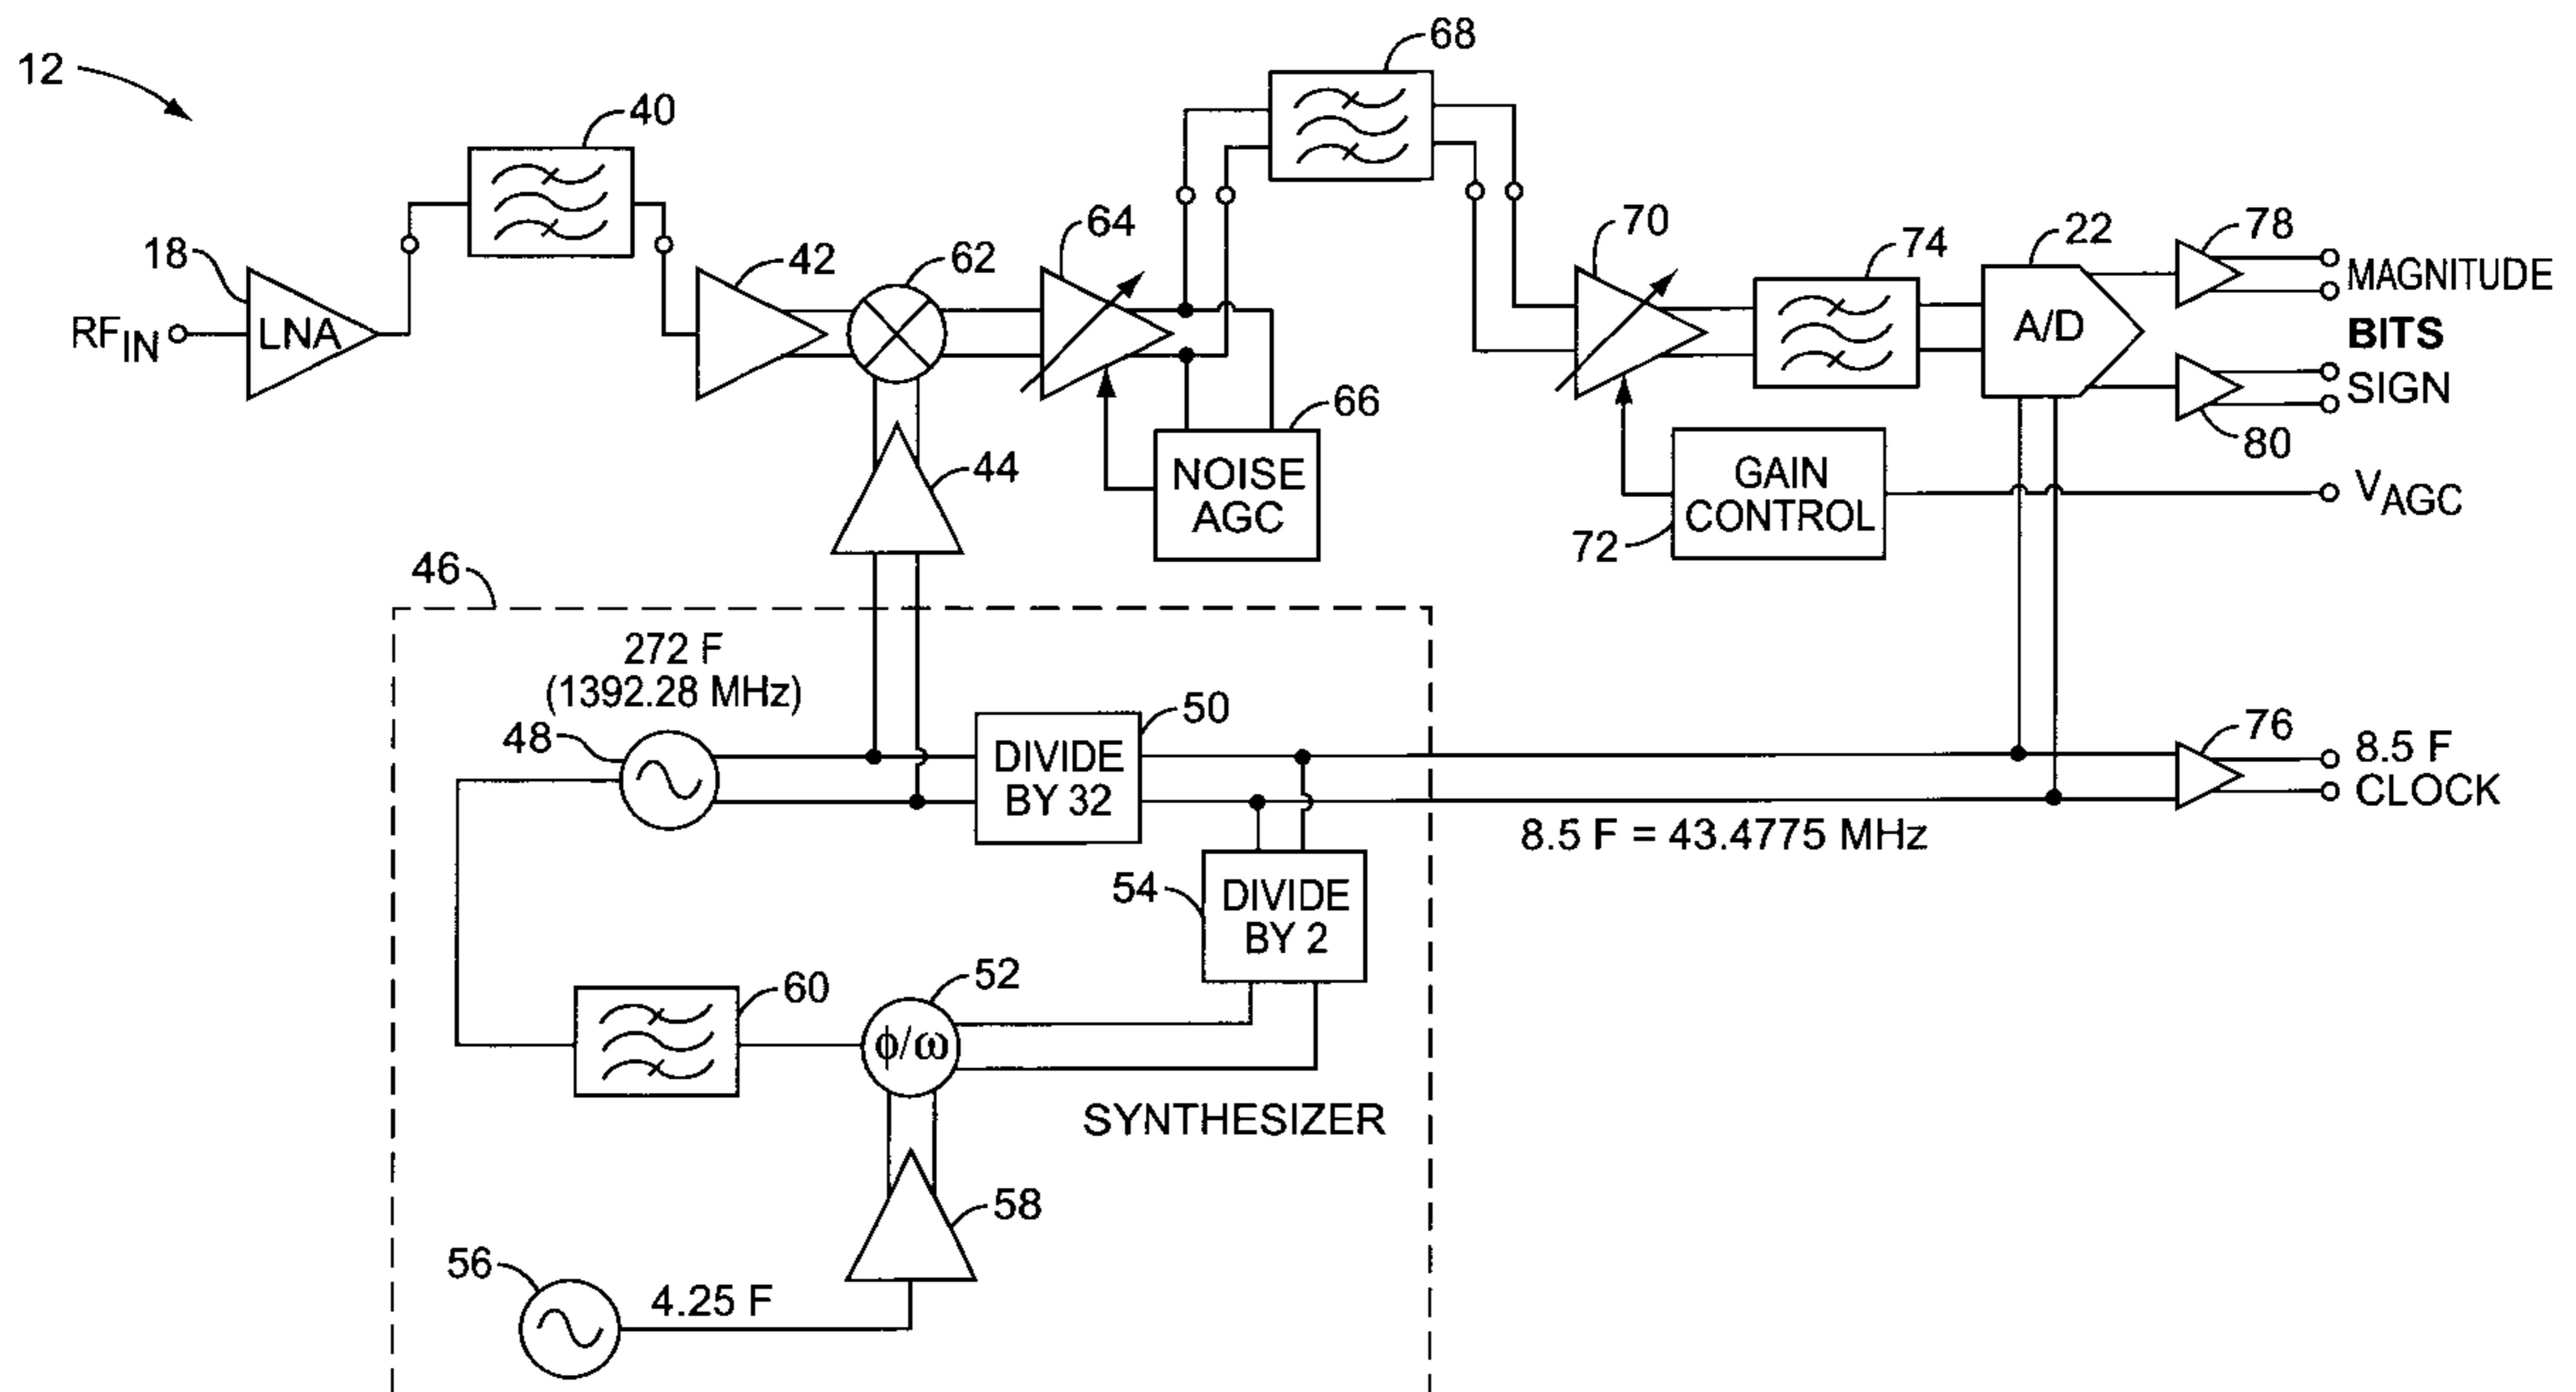 12
40
68
18
LNA
RF_IN
42
62
64
70
74
22
A/D
78
MAGNITUDE
BITS
SIGN
80
66
NOISE
AGC
44
GAIN
CONTROL
72
V_AGC
46
272 F
(1392.28 MHz)
48
50
DIVIDE
BY 32
76
8.5 F
CLOCK
8.5 F = 43.4775 MHz
54
DIVIDE
BY 2
52
ϕ/ω
60
SYNTHESIZER
58
56
4.25 F